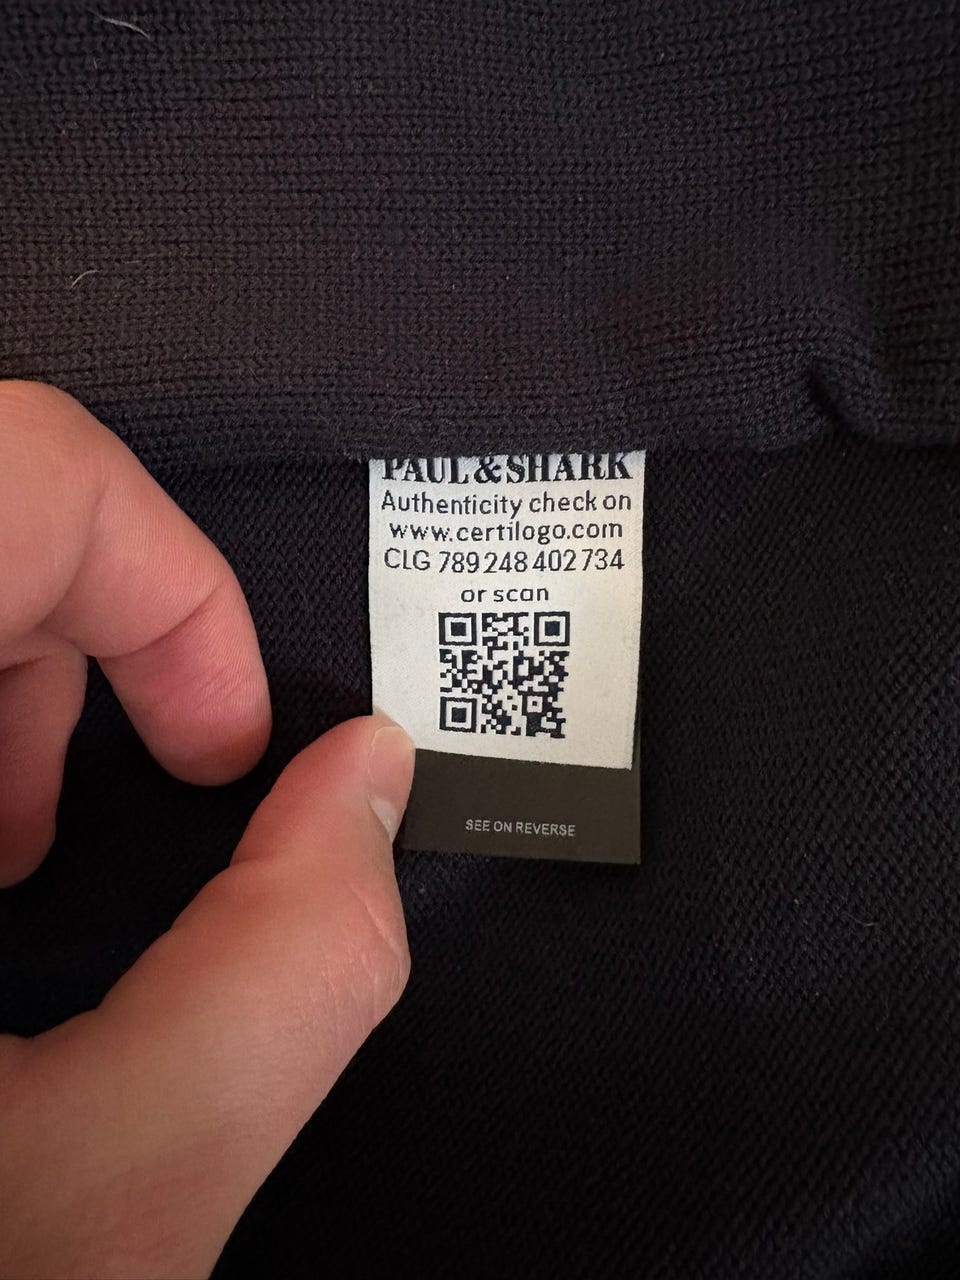 PAUL & SHARK
Authenticity check on
www.certilogo.com
CLG 789 248 402 734
or scan
SEE ON REVERSE